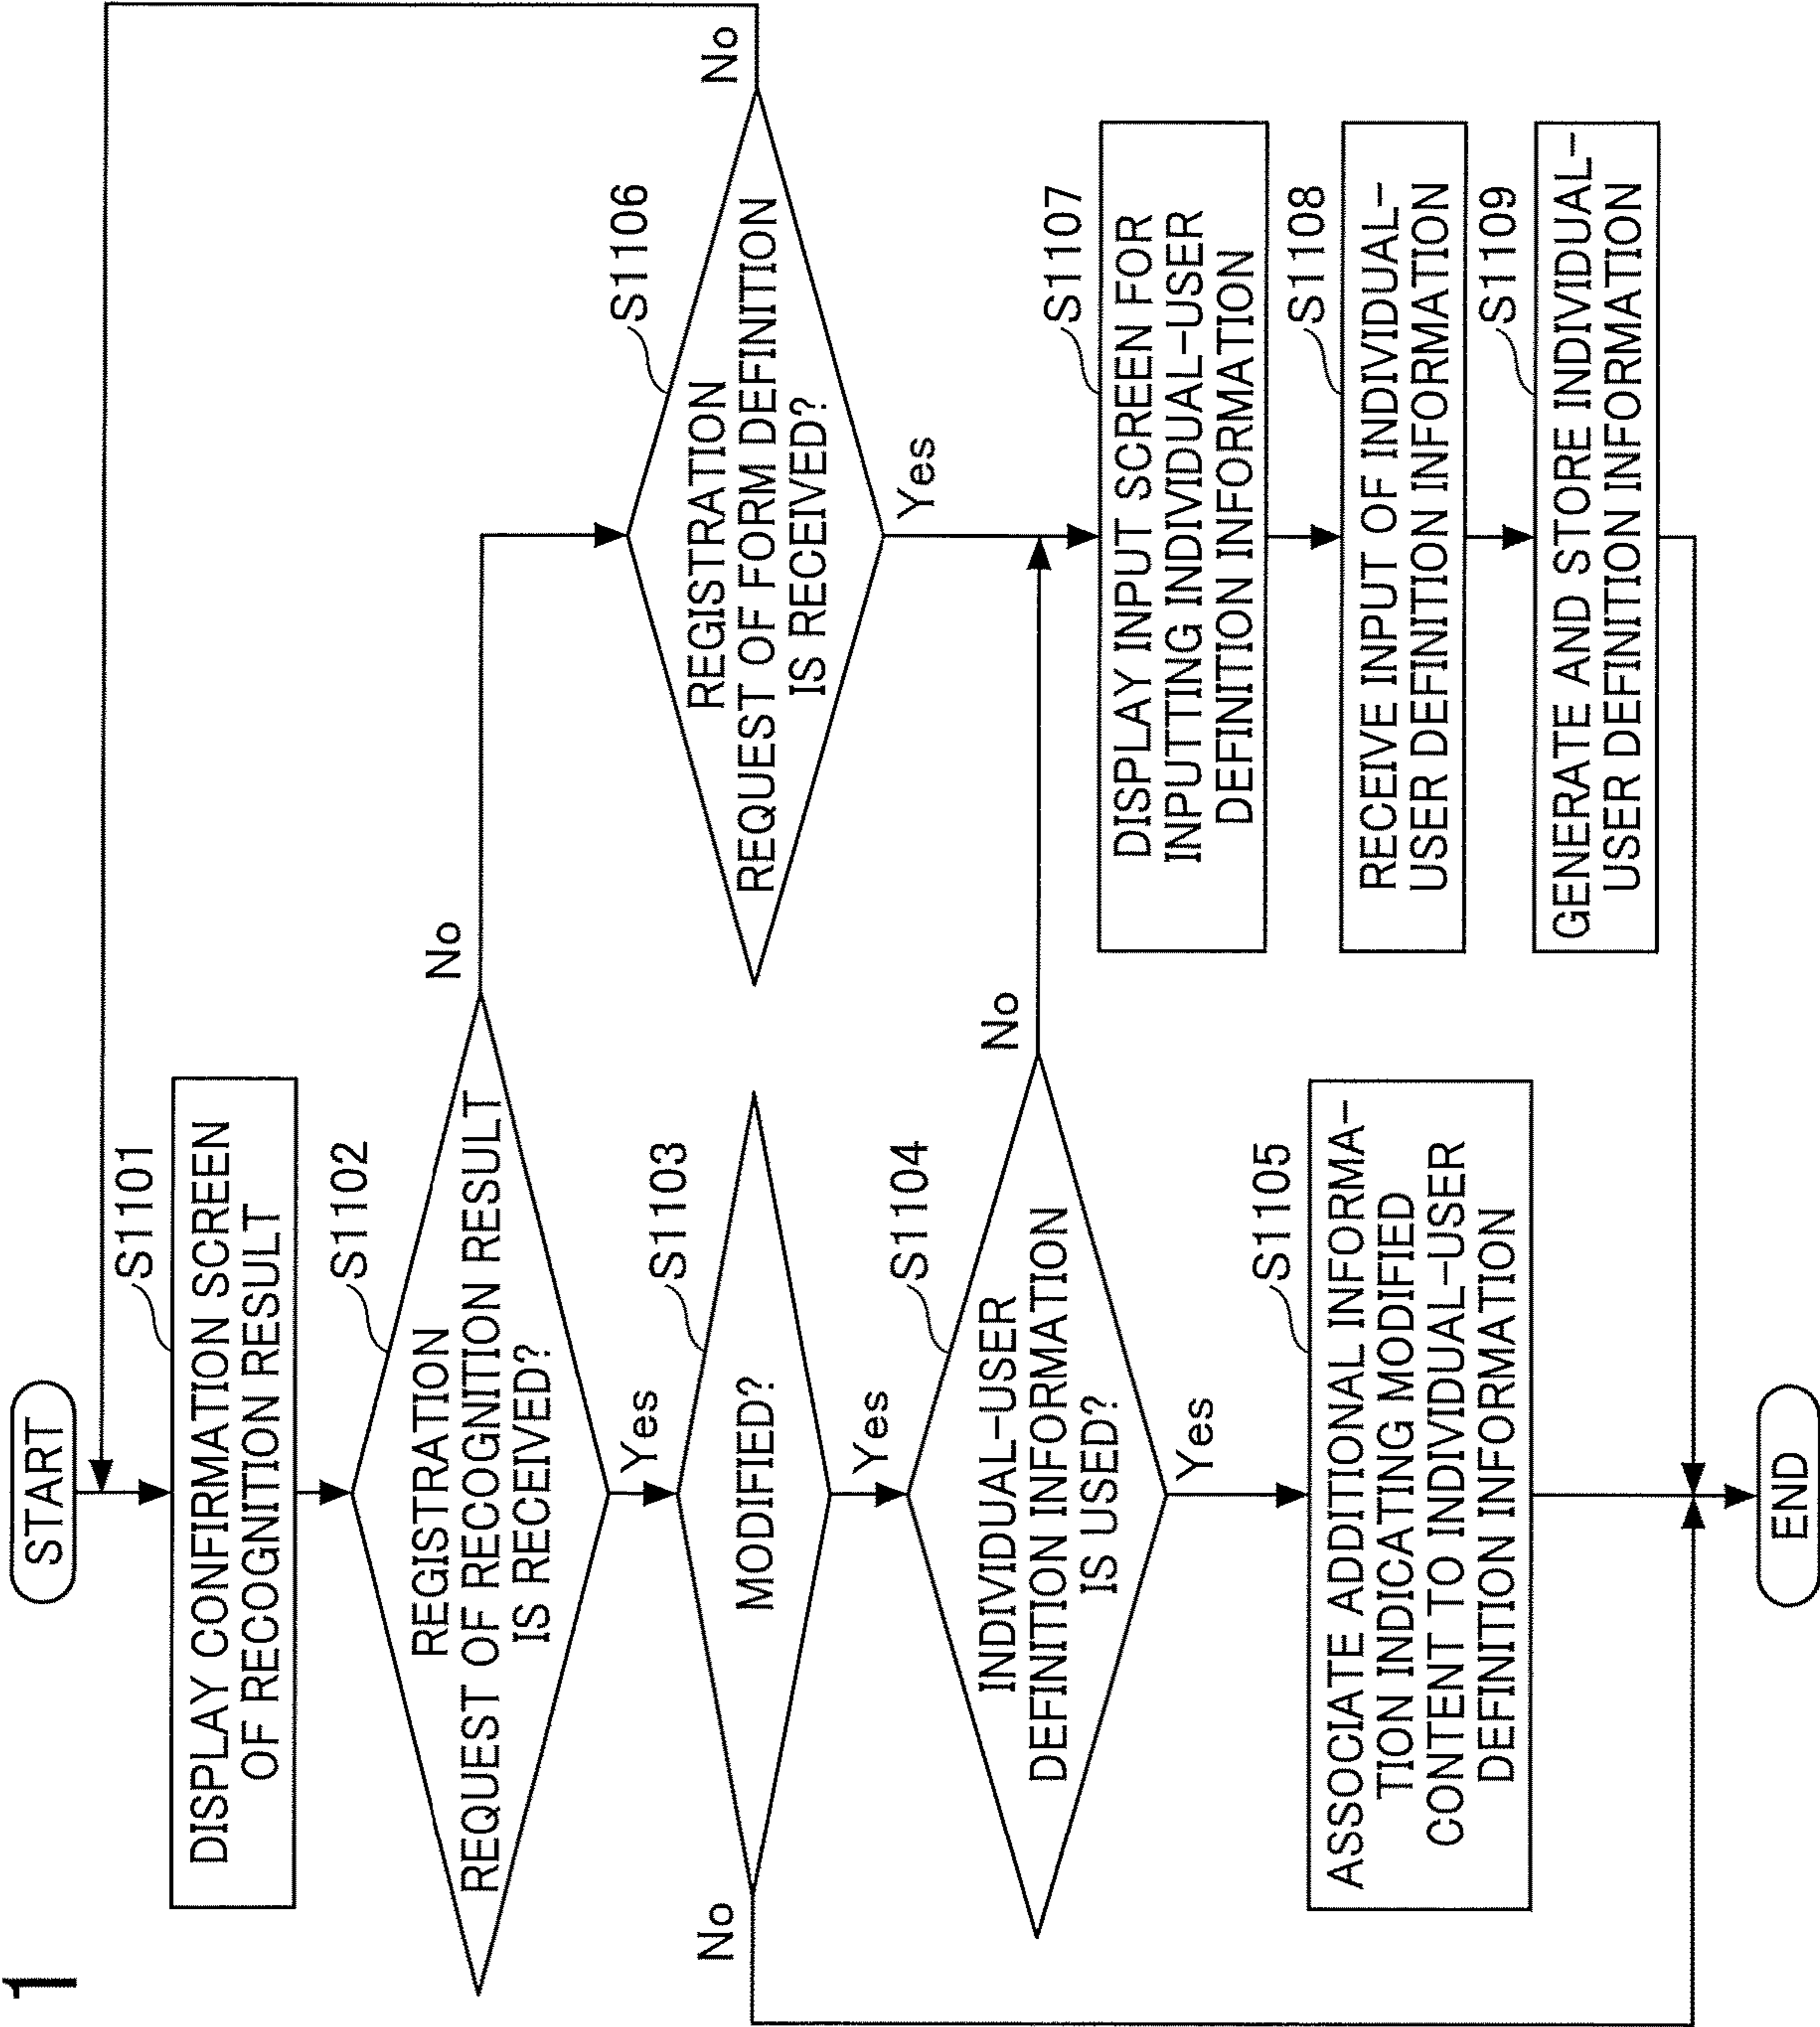 1
START
S1101
DISPLAY CONFIRMATION SCREEN
OF RECOGNITION RESULT
S1102
REGISTRATION
REQUEST OF RECOGNITION RESULT
IS RECEIVED?
No
Yes
S1103
MODIFIED?
No
Yes
S1104
INDIVIDUAL-USER
DEFINITION INFORMATION
IS USED?
No
Yes
S1105
ASSOCIATE ADDITIONAL INFORMA-
TION INDICATING MODIFIED
CONTENT TO INDIVIDUAL-USER
DEFINITION INFORMATION
S1106
REGISTRATION
REQUEST OF FORM DEFINITION
IS RECEIVED?
No
Yes
S1107
DISPLAY INPUT SCREEN FOR
INPUTTING INDIVIDUAL-USER
DEFINITION INFORMATION
S1108
RECEIVE INPUT OF INDIVIDUAL-
USER DEFINITION INFORMATION
S1109
GENERATE AND STORE INDIVIDUAL-
USER DEFINITION INFORMATION
END